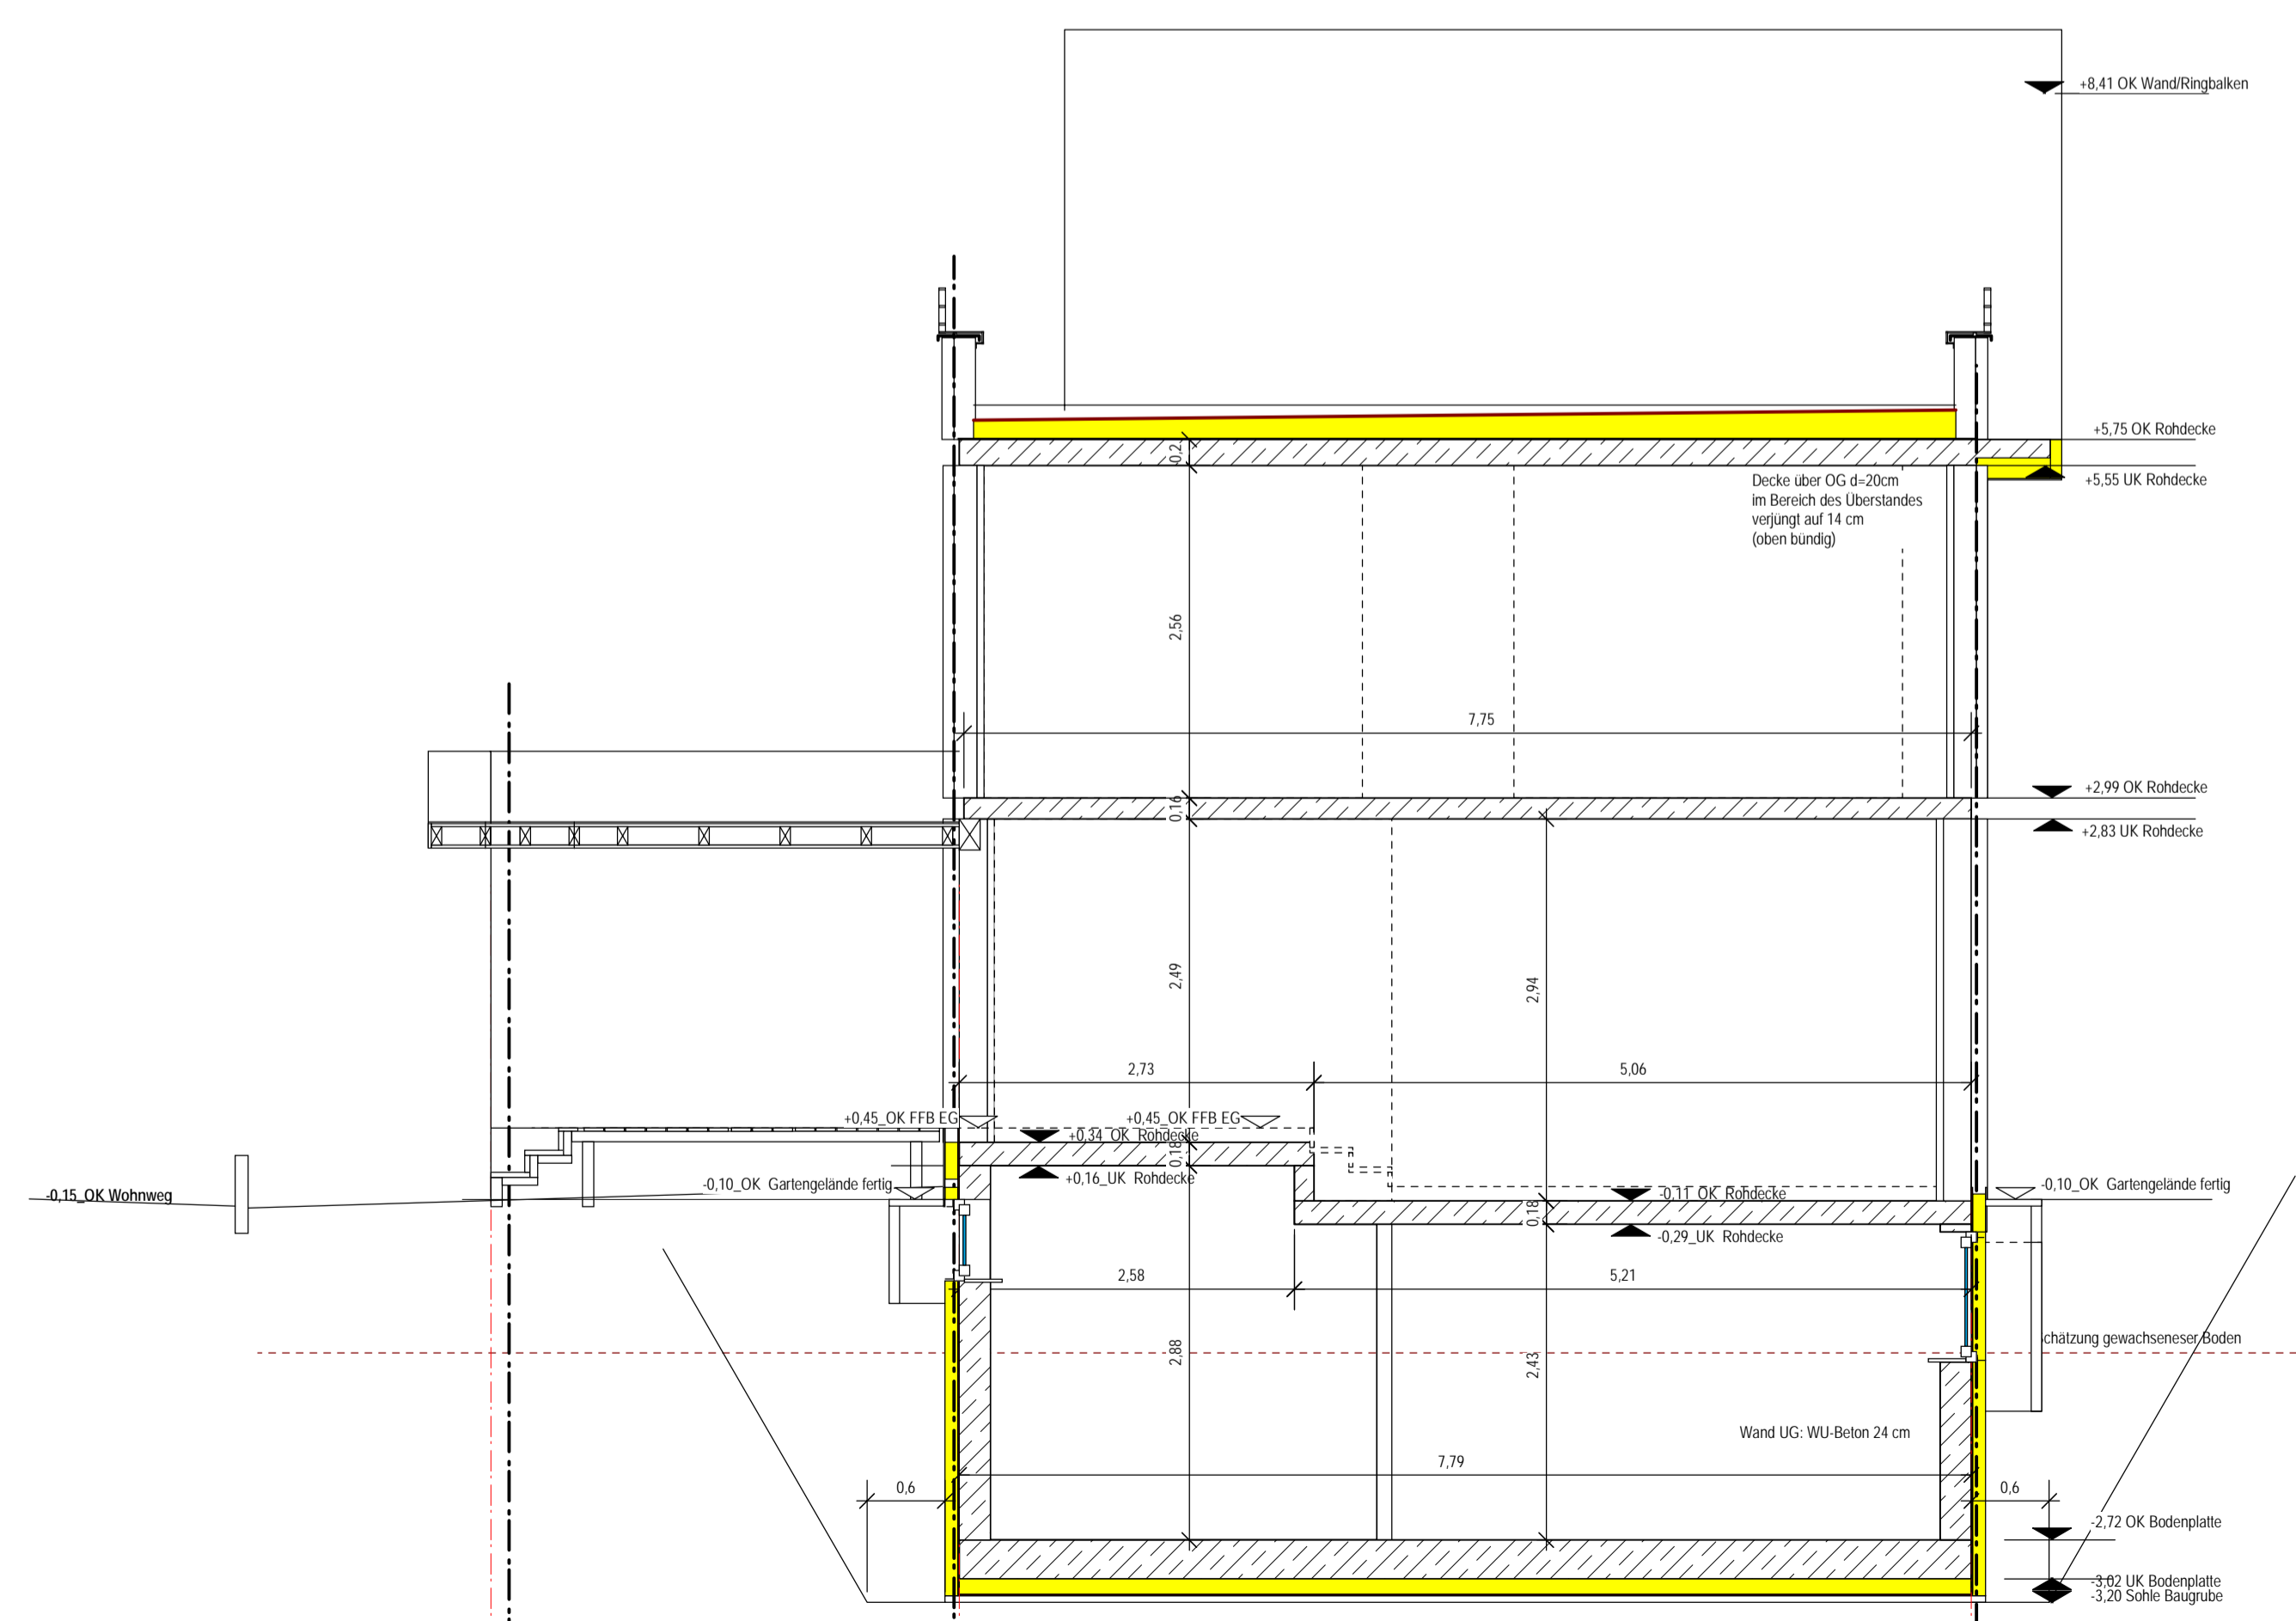 +8,41 OK Wand/Ringbalken
+5,75 OK Rohdecke
0,2
+5,55 UK Rohdecke
Decke über OG d=20cm
im Bereich des Überstandes
verjüngt auf 14 cm
(oben bündig)
2,56
7,75
+2,99 OK Rohdecke
0,16
+2,83 UK Rohdecke
2,49
2,94
2,73
5,06
+0,45_OK FFB EG
+0,45_OK FFB EG
+0,34_OK Rohdecke
0,18
+0,16_UK Rohdecke
-0,10_OK Gartengelände fertig
-0,10_OK Gartengelände fertig
-0,15_OK Wohnweg
-0,11_OK Rohdecke
0,18
-0,29_UK Rohdecke
2,58
5,21
chätzung gewachseneser Boden
2,88
2,43
Wand UG: WU-Beton 24 cm
7,79
0,6
0,6
-2,72 OK Bodenplatte
-3,02 UK Bodenplatte
-3,20 Sohle Baugrube